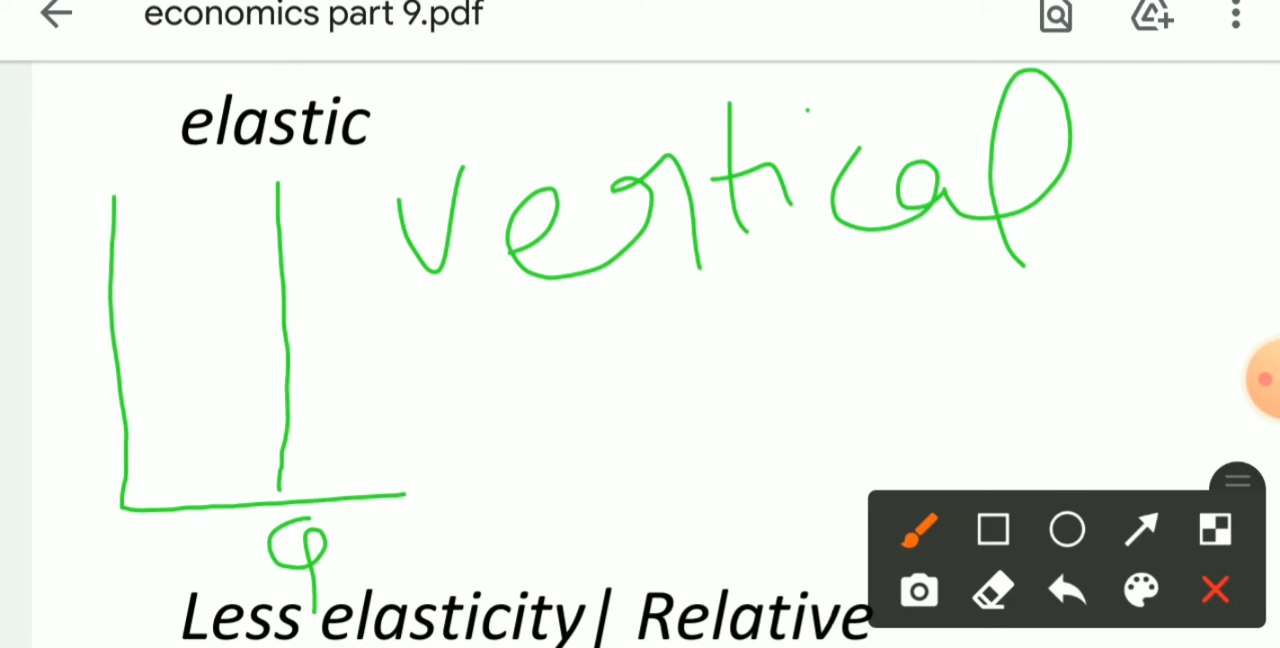 economics part 9.pdf
elastic
vertical
q
Less elasticity| Relative